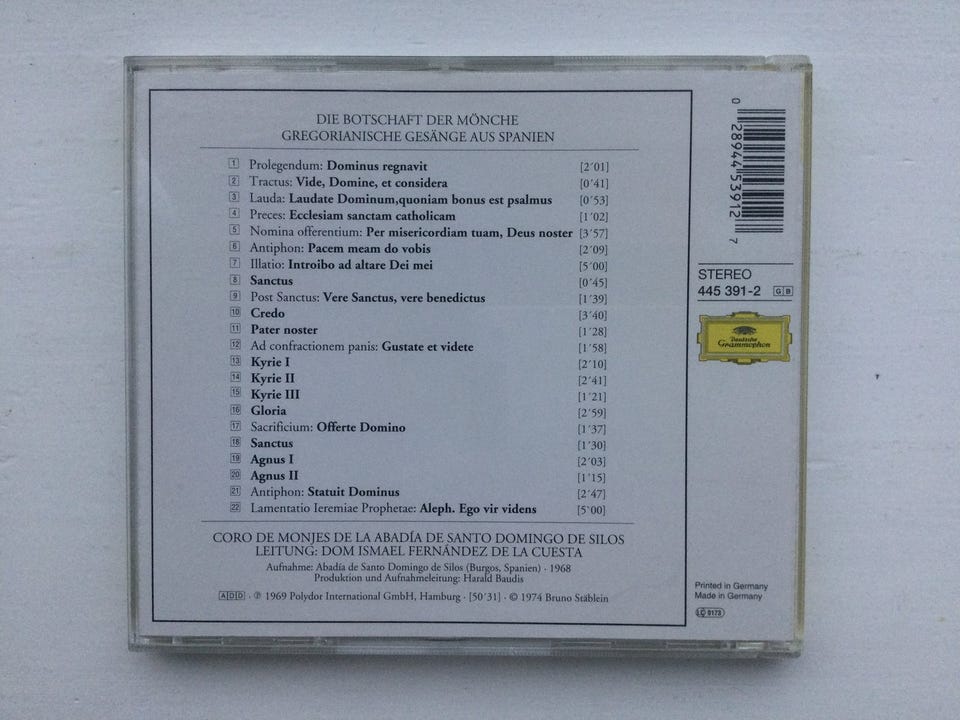 DIE BOTSCHAFT DER MÖNCHE
GREGORIANISCHE GESÄNGE AUS SPANIEN
1 Prolegendum: Dominus regnavit [2´01]
2 Tractus: Vide, Domine, et considera [0´41]
3 Lauda: Laudate Dominum,quoniam bonus est psalmus [0´53]
4 Preces: Ecclesiam sanctam catholicam [1´02]
5 Nomina offerentium: Per misericordiam tuam, Deus noster [3´57]
6 Antiphon: Pacem meam do vobis [2´09]
7 Illatio: Introibo ad altare Dei mei [5´00]
8 Sanctus [0´45]
9 Post Sanctus: Vere Sanctus, vere benedictus [1´39]
10 Credo [3´40]
11 Pater noster [1´28]
12 Ad confractionem panis: Gustate et videte [1´58]
13 Kyrie I [2´10]
14 Kyrie II [2´41]
15 Kyrie III [1´21]
16 Gloria [2´59]
17 Sacrificium: Offerte Domino [1´37]
18 Sanctus [1´30]
19 Agnus I [2´03]
20 Agnus II [1´15]
21 Antiphon: Statuit Dominus [2´47]
22 Lamentatio Ieremiae Prophetae: Aleph. Ego vir videns [5`00]
CORO DE MONJES DE LA ABADÍA DE SANTO DOMINGO DE SILOS
LEITUNG: DOM ISMAEL FERNÁNDEZ DE LA CUESTA
Aufnahme: Abadía de Santo Domingo de Silos (Burgos, Spanien) · 1968
Produktion und Aufnahmeleitung: Harald Baudis
ADD · ℗ 1969 Polydor International GmbH, Hamburg · [50´31] · © 1974 Bruno Stäblein
0 28944 53912 7
STEREO
445 391-2 GB
Deutsche
Grammophon
Printed in Germany
Made in Germany
LC 0173